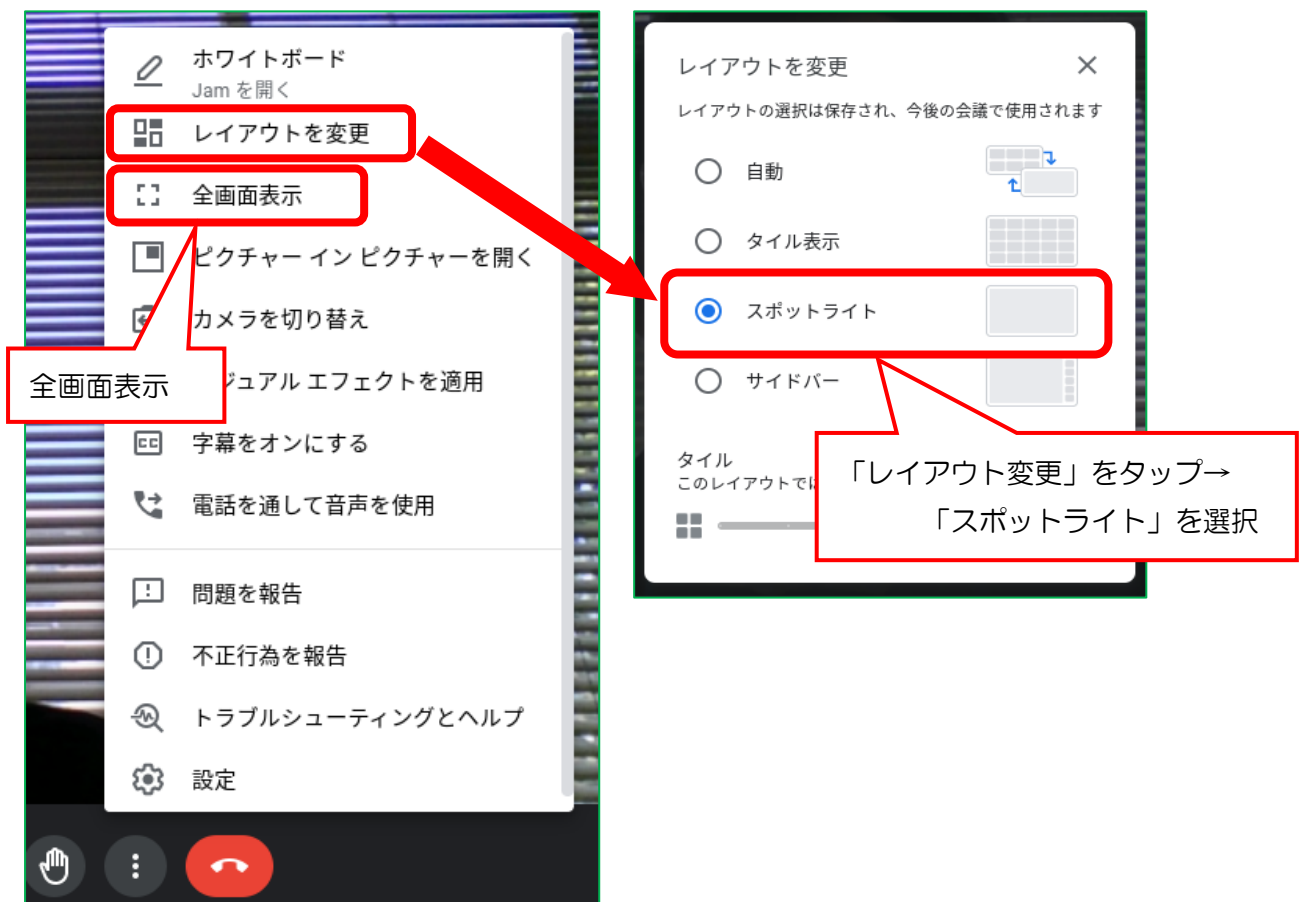 ホワイトボード
Jam を開く
レイアウトを変更
全画面表示
ピクチャー イン ピクチャーを開く
カメラを切り替え
ジュアル エフェクトを適用
全画面表示
字幕をオンにする
電話を通して音声を使用
問題を報告
不正行為を報告
トラブルシューティングとヘルプ
設定
レイアウトを変更
レイアウトの選択は保存され、今後の会議で使用されます
自動
タイル表示
スポットライト
サイドバー
タイル
このレイアウトでは
「レイアウト変更」をタップ→
「スポットライト」を選択